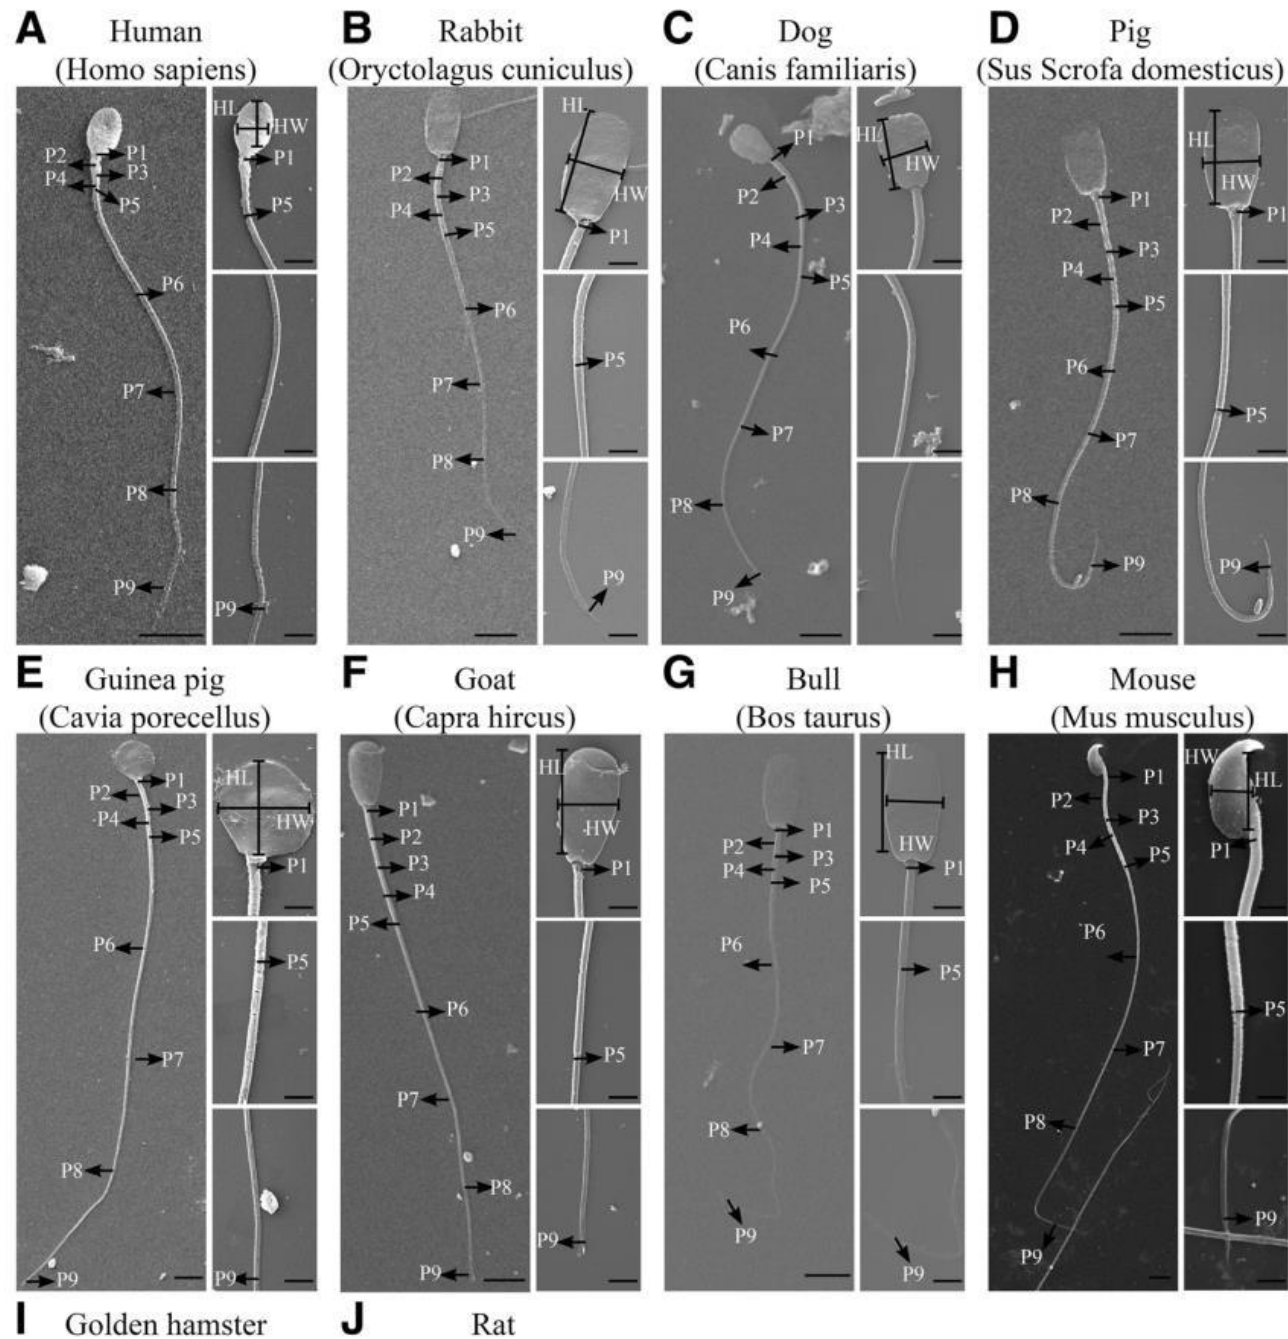 A Human
(Homo sapiens)
B Rabbit
(Oryctolagus cuniculus)
C Dog
(Canis familiaris)
D Pig
(Sus Scrofa domesticus)
P1
P2
P3
P4
P5
P6
P7
P8
P9
HL
HW
P1
P5
P9
P1
P2
P3
P4
P5
P6
P7
P8
P9
HL
HW
P1
P5
P9
P1
P2
P3
P4
P5
P6
P7
P8
P9
HL
HW
P1
P2
P3
P4
P5
P6
P7
P8
P9
HL
HW
P1
P5
P9
E Guinea pig
(Cavia porecellus)
F Goat
(Capra hircus)
G Bull
(Bos taurus)
H Mouse
(Mus musculus)
P1
P2
P3
P4
P5
P6
P7
P8
P9
HL
HW
P1
P5
P9
P1
P2
P3
P4
P5
P6
P7
P8
P9
HL
HW
P1
P5
P9
P1
P2
P3
P4
P5
P6
P7
P8
P9
HL
HW
P1
P5
P9
P1
P2
P3
P4
P5
P6
P7
P8
P9
HW
HL
P1
P5
P9
I Golden hamster
J Rat